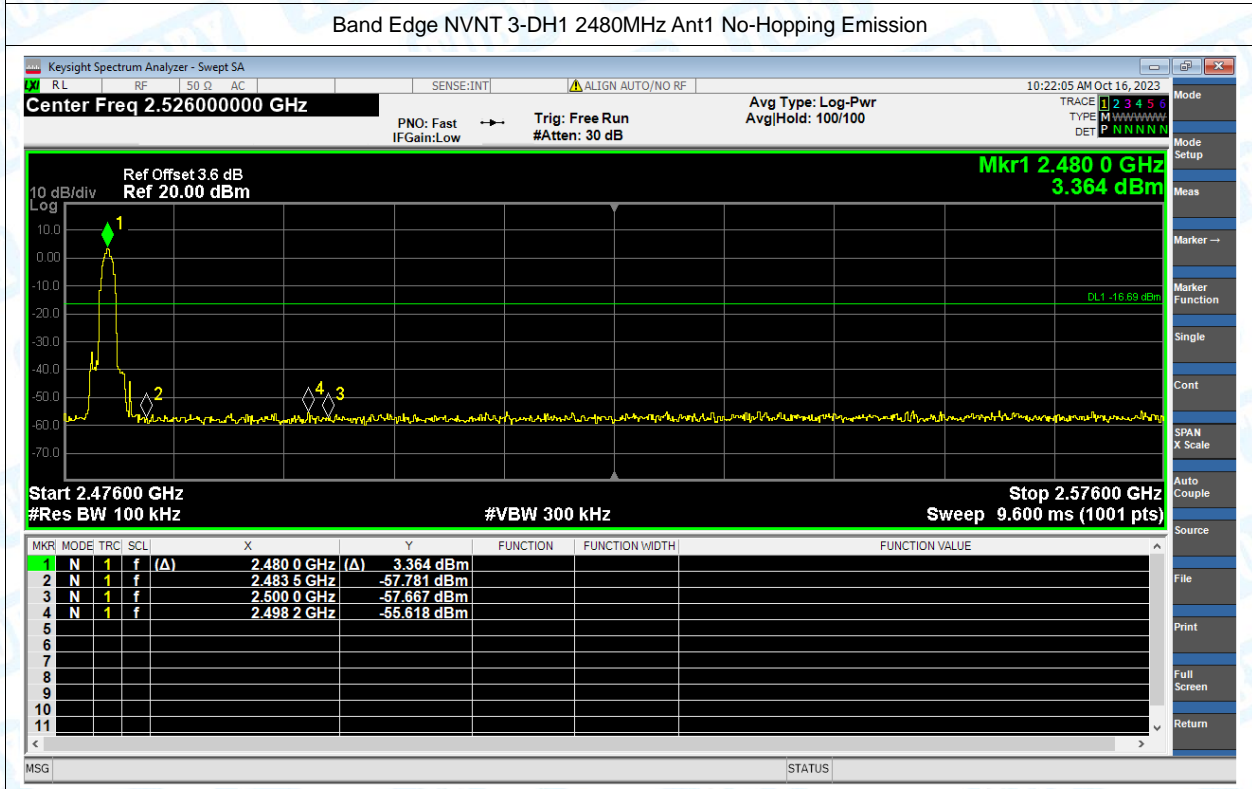 Band Edge NVNT 3-DH1 2480MHz Ant1 No-Hopping Emission
Keysight Spectrum Analyzer - Swept SA
LXI RL RF 50 Ω AC SENSE:INT ALIGN AUTO/NO RF 10:22:05 AM Oct 16, 2023
Center Freq 2.526000000 GHz
PNO: Fast
IFGain:Low
Trig: Free Run
#Atten: 30 dB
Avg Type: Log-Pwr
Avg|Hold: 100/100
TRACE 1 2 3 4 5 6
TYPE M WWWWW
DET P N N N N N
Mkr1 2.480 0 GHz
3.364 dBm
Ref Offset 3.6 dB
10 dB/div Ref 20.00 dBm
Log
10.0
0.00
-10.0
-20.0
-30.0
-40.0
-50.0
-60.0
-70.0
1
2
4
3
DL1 -16.69 dBm
Start 2.47600 GHz Stop 2.57600 GHz
#Res BW 100 kHz #VBW 300 kHz Sweep 9.600 ms (1001 pts)
MKR MODE TRC SCL X Y FUNCTION FUNCTION WIDTH FUNCTION VALUE
1 N 1 f (Δ) 2.480 0 GHz (Δ) 3.364 dBm
2 N 1 f 2.483 5 GHz -57.781 dBm
3 N 1 f 2.500 0 GHz -57.667 dBm
4 N 1 f 2.498 2 GHz -55.618 dBm
5
6
7
8
9
10
11
MSG STATUS
Mode
Mode
Setup
Meas
Marker →
Marker
Function
Single
Cont
SPAN
X Scale
Auto
Couple
Source
File
Print
Full
Screen
Return